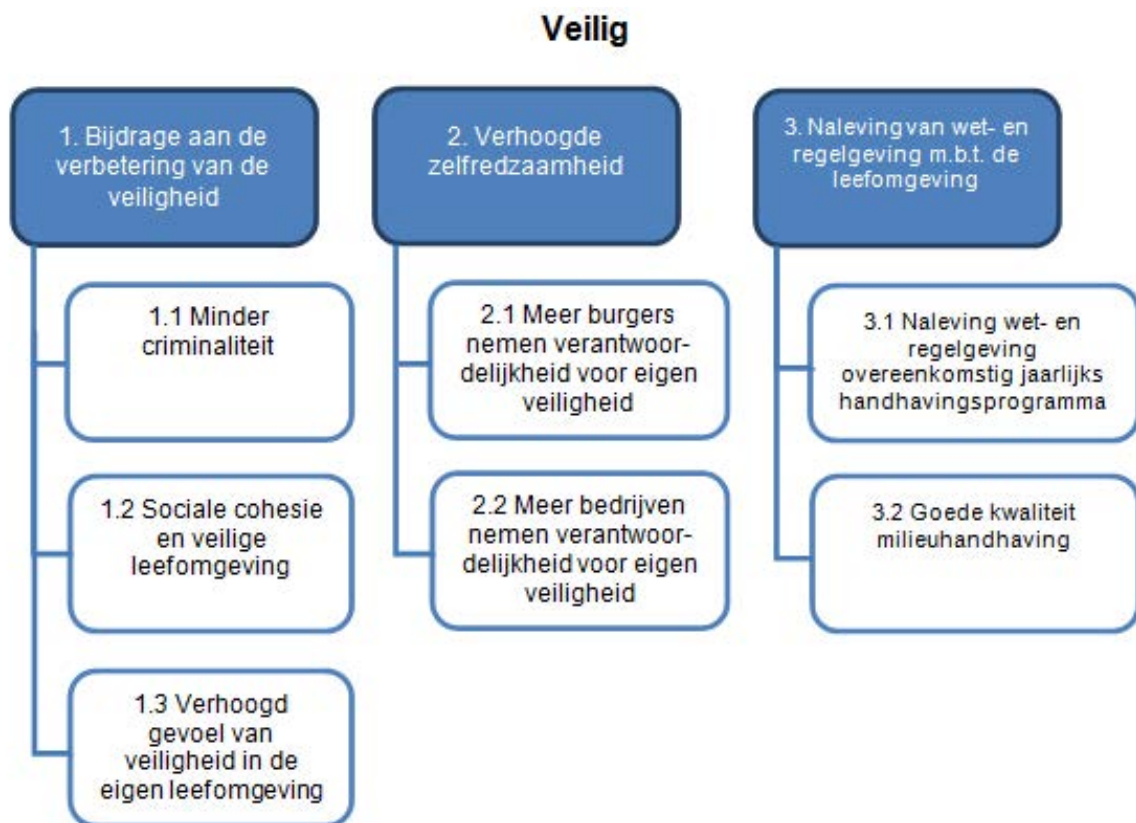 Veilig
1. Bijdrage aan de
verbetering van de
veiligheid
1.1 Minder
criminaliteit
1.2 Sociale cohesie
en veilige
leefomgeving
1.3 Verhoogd
gevoel van
veiligheid in de
eigen leefomgeving
2. Verhoogde
zelfredzaamheid
2.1 Meer burgers
nemen verantwoor-
delijkheid voor eigen
veiligheid
2.2 Meer bedrijven
nemen verantwoor-
delijkheid voor eigen
veiligheid
3. Naleving van wet- en
regelgeving m.b.t. de
leefomgeving
3.1 Naleving wet- en
regelgeving
overeenkomstig jaarlijks
handhavingsprogramma
3.2 Goede kwaliteit
milieuhandhaving